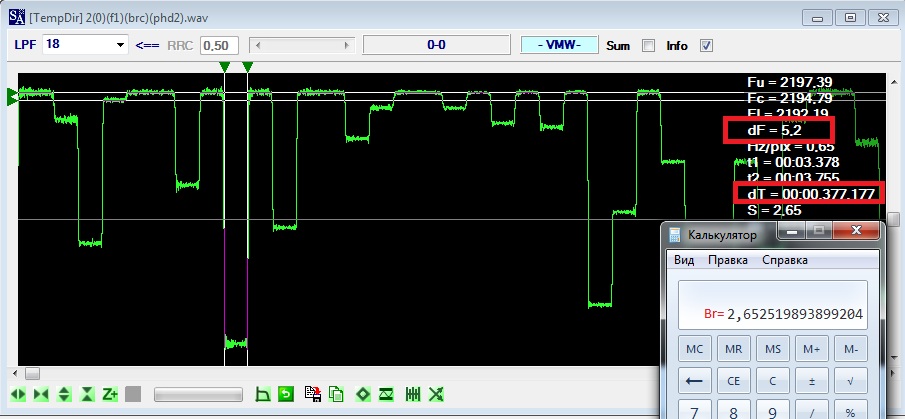 SA [TempDir] 2(0)(f1)(brc)(phd2).wav
LPF 18 <== RRC 0,50 0-0 - VMW- Sum Info
Fu = 2197,39
Fc = 2194,79
Fl = 2192,19
dF = 5,2
Hz/pix = 0,65
t1 = 00:03.378
t2 = 00:03.755
dT = 00:00.377,177
S = 2,65
Калькулятор
Вид Правка Справка
Br= 2,652519893899204
MC MR MS M+ M-
← CE C ± √
7 8 9 / %
Z+